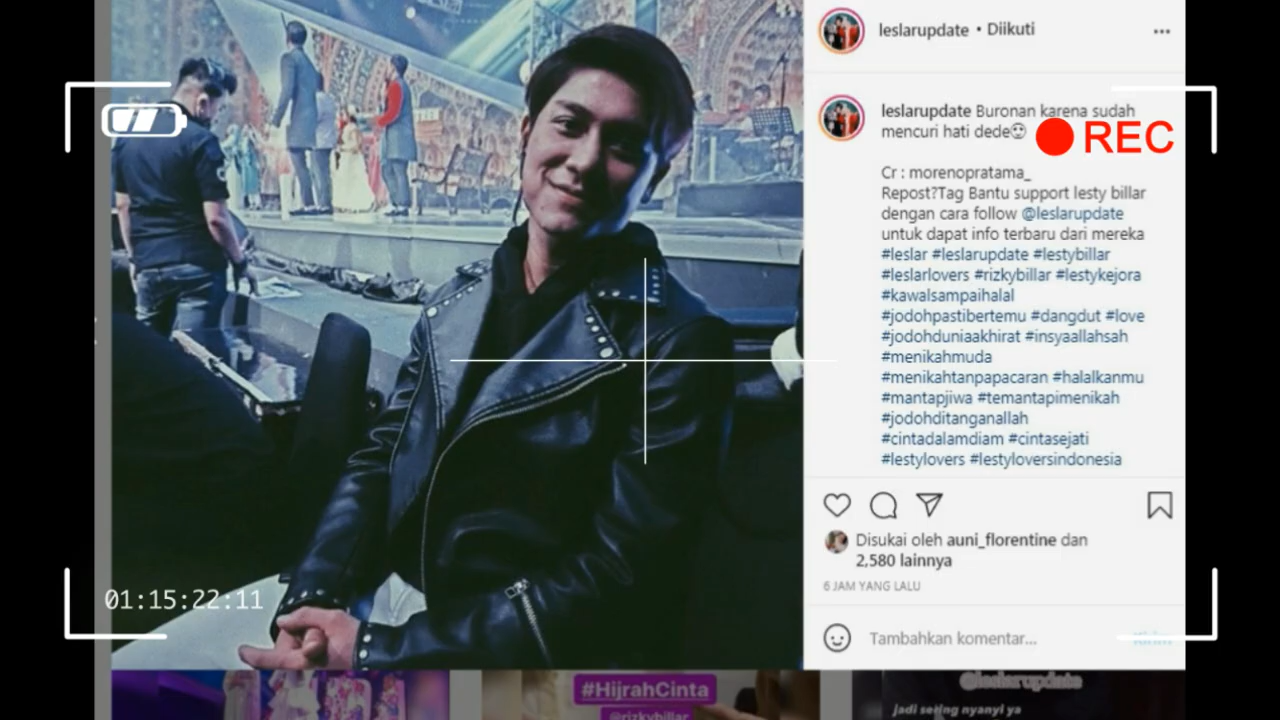 leslarupdate • Diikuti
leslarupdate Buronan karena sudah
mencuri hati dede
REC
Cr : morenopratama_
Repost?Tag Bantu support lesty billar
dengan cara follow @leslarupdate
untuk dapat info terbaru dari mereka
#leslar #leslarupdate #lestybillar
#leslarlovers #rizkybillar #lestykejora
#kawalsampaihalal
#jodohpastibertemu #dangdut #love
#jodohduniaakhirat #insyaallahsah
#menikahmuda
#menikahtanpapacaran #halalkanmu
#mantapjiwa #temantapimenikah
#jodohditanganallah
#cintadalamdiam #cintasejati
#lestylovers #lestyloversindonesia
Disukai oleh auni_florentine dan
2,580 lainnya
6 JAM YANG LALU
Tambahkan komentar...
Kirim
01:15:22:11
#HijrahCinta
@rizkybillar
@leslarupdate
jadi sering nyanyi ya